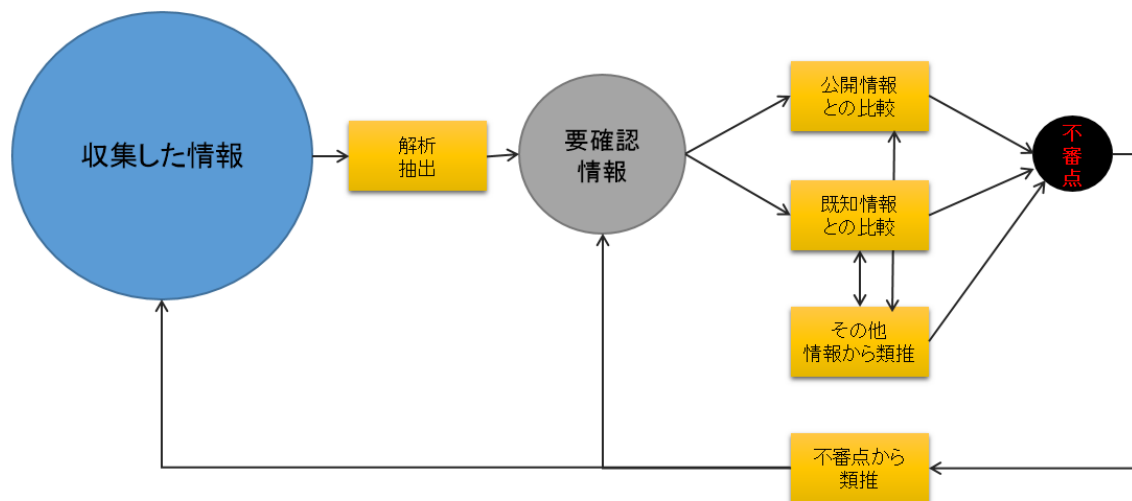 収集した情報
解析
抽出
要確認
情報
公開情報
との比較
既知情報
との比較
その他
情報から類推
不
審
点
不審点から
類推